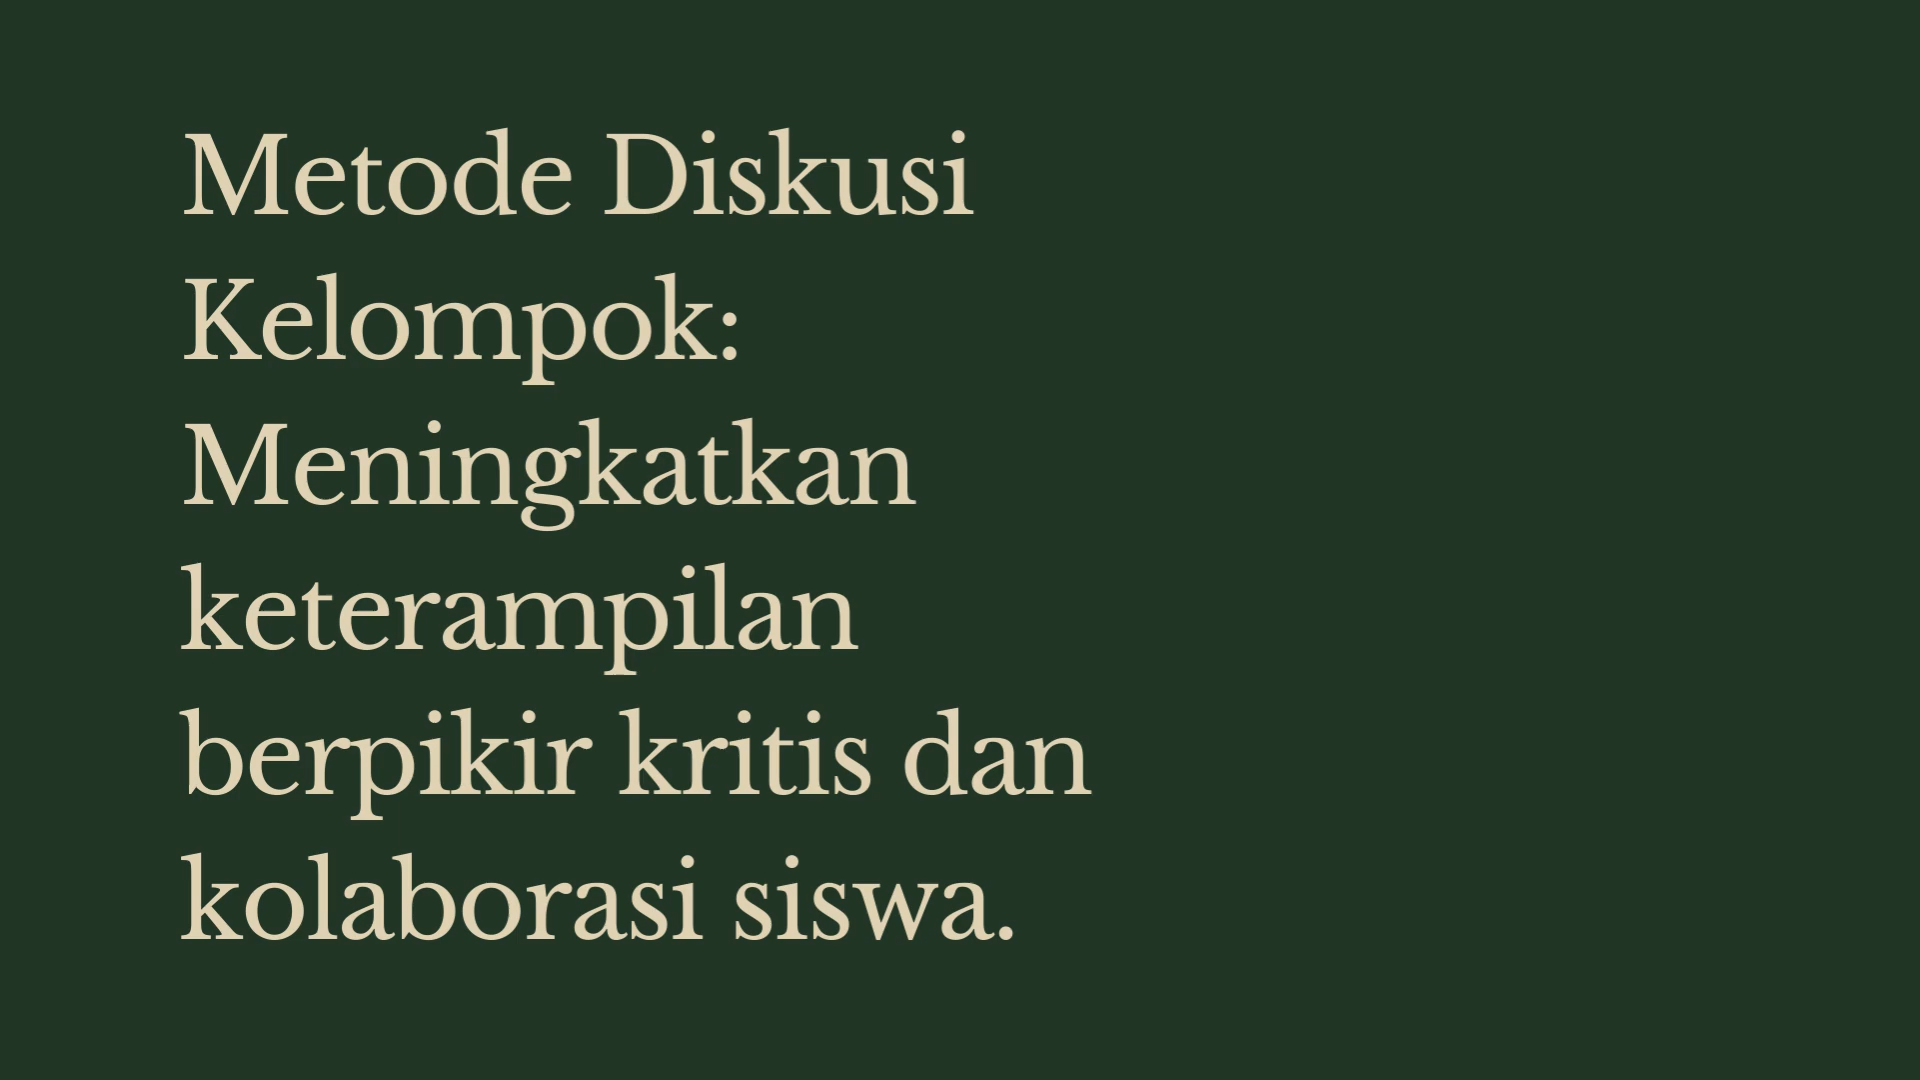 Metode Diskusi
Kelompok:
Meningkatkan
keterampilan
berpikir kritis dan
kolaborasi siswa.